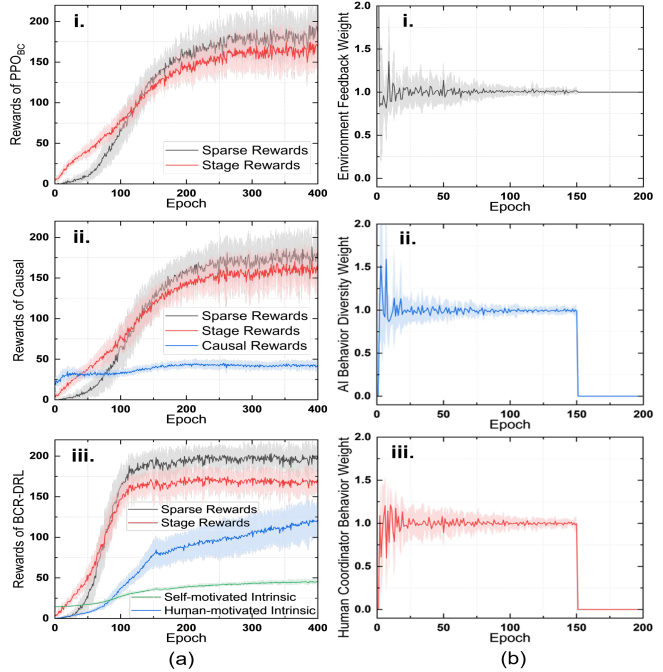 i.
Rewards of PPO_BC
200
150
100
50
0
Sparse Rewards
Stage Rewards
0 100 200 300 400
Epoch
i.
Environment Feedback Weight
2.0
1.5
1.0
0.5
0.0
0 50 100 150 200
Epoch
ii.
Rewards of Causal
200
150
100
50
0
Sparse Rewards
Stage Rewards
Causal Rewards
0 100 200 300 400
Epoch
ii.
AI Behavior Diversity Weight
2.0
1.5
1.0
0.5
0.0
0 50 100 150 200
Epoch
iii.
Rewards of BCR-DRL
200
150
100
50
0
Sparse Rewards
Stage Rewards
Self-motivated Intrinsic
Human-motivated Intrinsic
0 100 200 300 400
Epoch
iii.
Human Coordinator Behavior Weight
2.0
1.5
1.0
0.5
0.0
0 50 100 150 200
Epoch
(a)
(b)